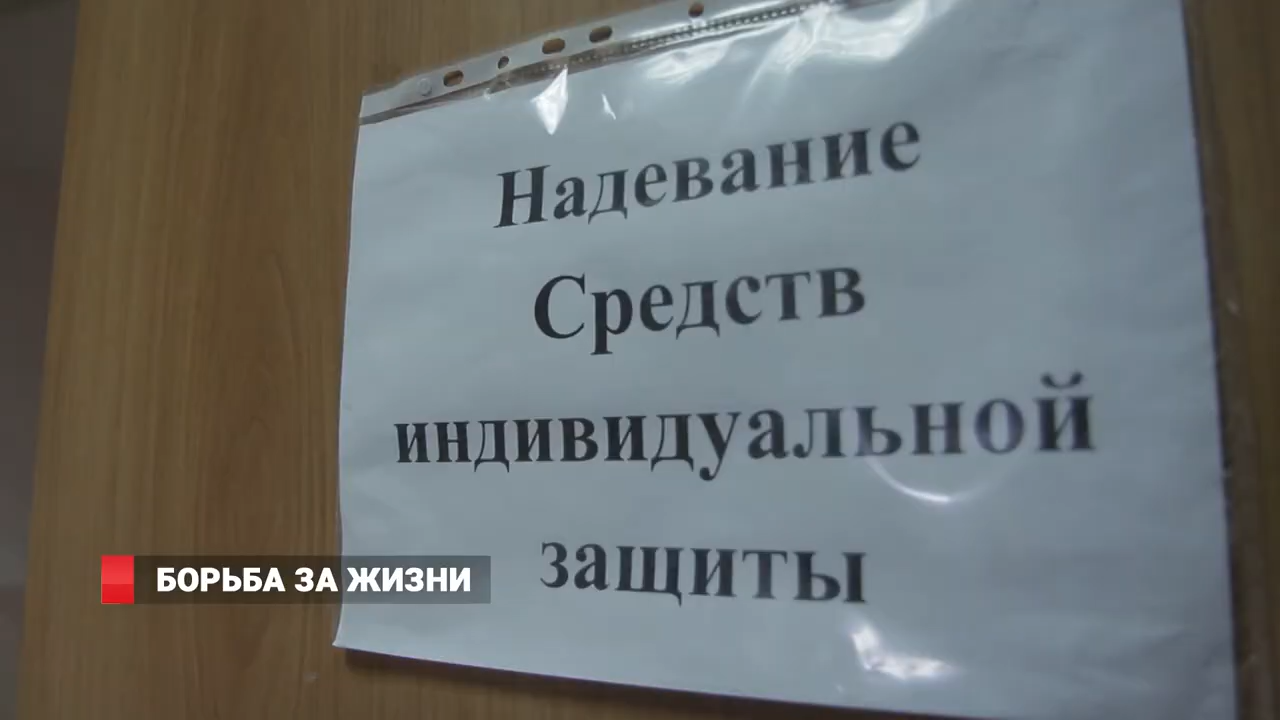 Надевание
Средств
индивидуальной
защиты
БОРЬБА ЗА ЖИЗНИ